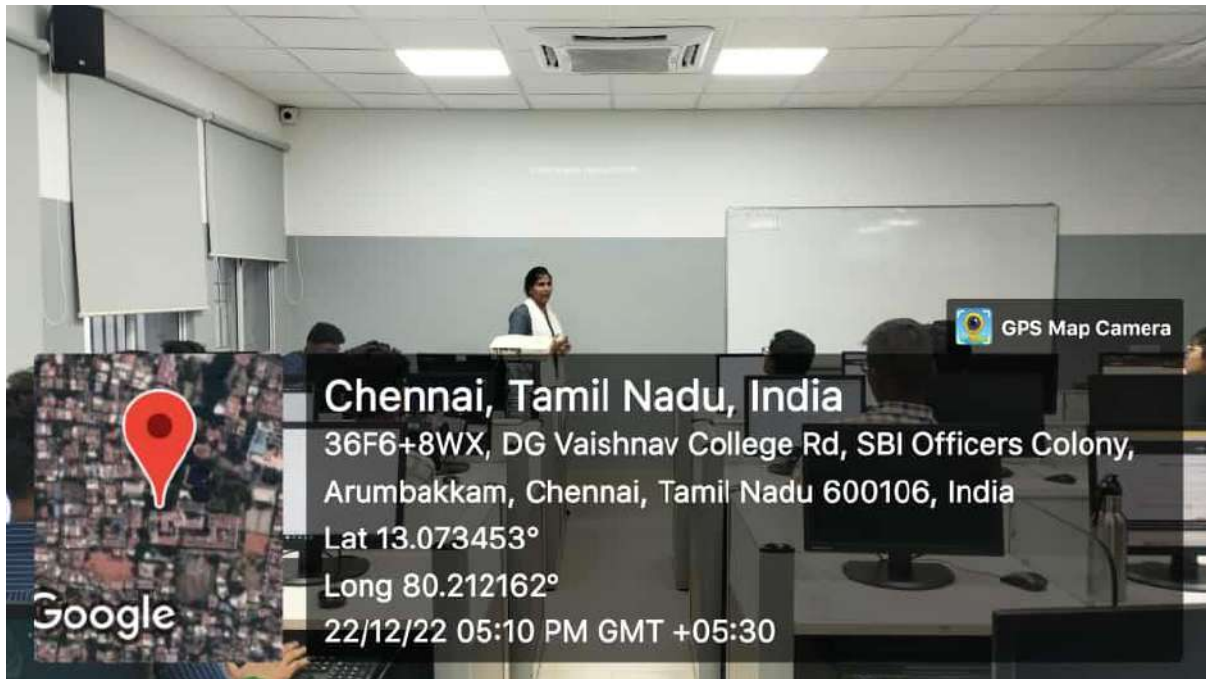 GPS Map Camera
Chennai, Tamil Nadu, India
36F6+8WX, DG Vaishnav College Rd, SBI Officers Colony,
Arumbakkam, Chennai, Tamil Nadu 600106, India
Lat 13.073453°
Long 80.212162°
22/12/22 05:10 PM GMT +05:30
Google